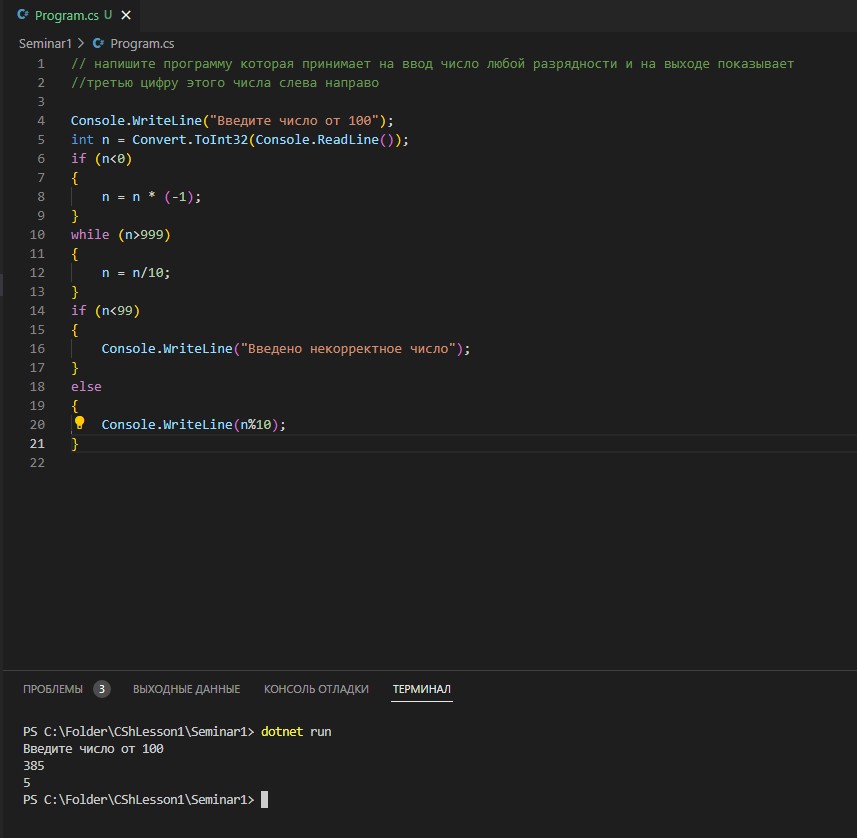 C# Program.cs U ×
Seminar1 > C# Program.cs
1 // напишите программу которая принимает на ввод число любой разрядности и на выходе показывает
2 //третью цифру этого числа слева направо
3
4 Console.WriteLine("Введите число от 100");
5 int n = Convert.ToInt32(Console.ReadLine());
6 if (n<0)
7 {
8 n = n * (-1);
9 }
10 while (n>999)
11 {
12 n = n/10;
13 }
14 if (n<99)
15 {
16 Console.WriteLine("Введено некорректное число");
17 }
18 else
19 {
20 Console.WriteLine(n%10);
21 }
22
ПРОБЛЕМЫ 3 ВЫХОДНЫЕ ДАННЫЕ КОНСОЛЬ ОТЛАДКИ ТЕРМИНАЛ
PS C:\Folder\CShLesson1\Seminar1> dotnet run
Введите число от 100
385
5
PS C:\Folder\CShLesson1\Seminar1>